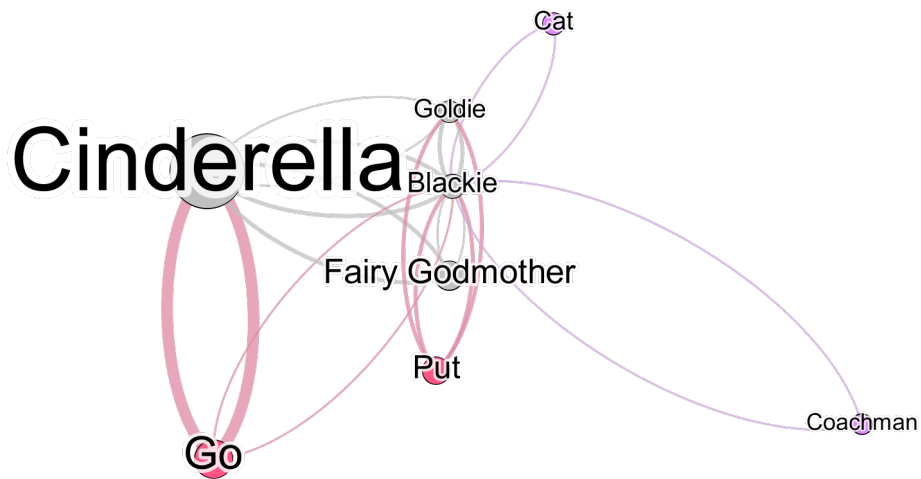 Cat
Goldie
Cinderella
Blackie
Fairy Godmother
Put
Coachman
Go